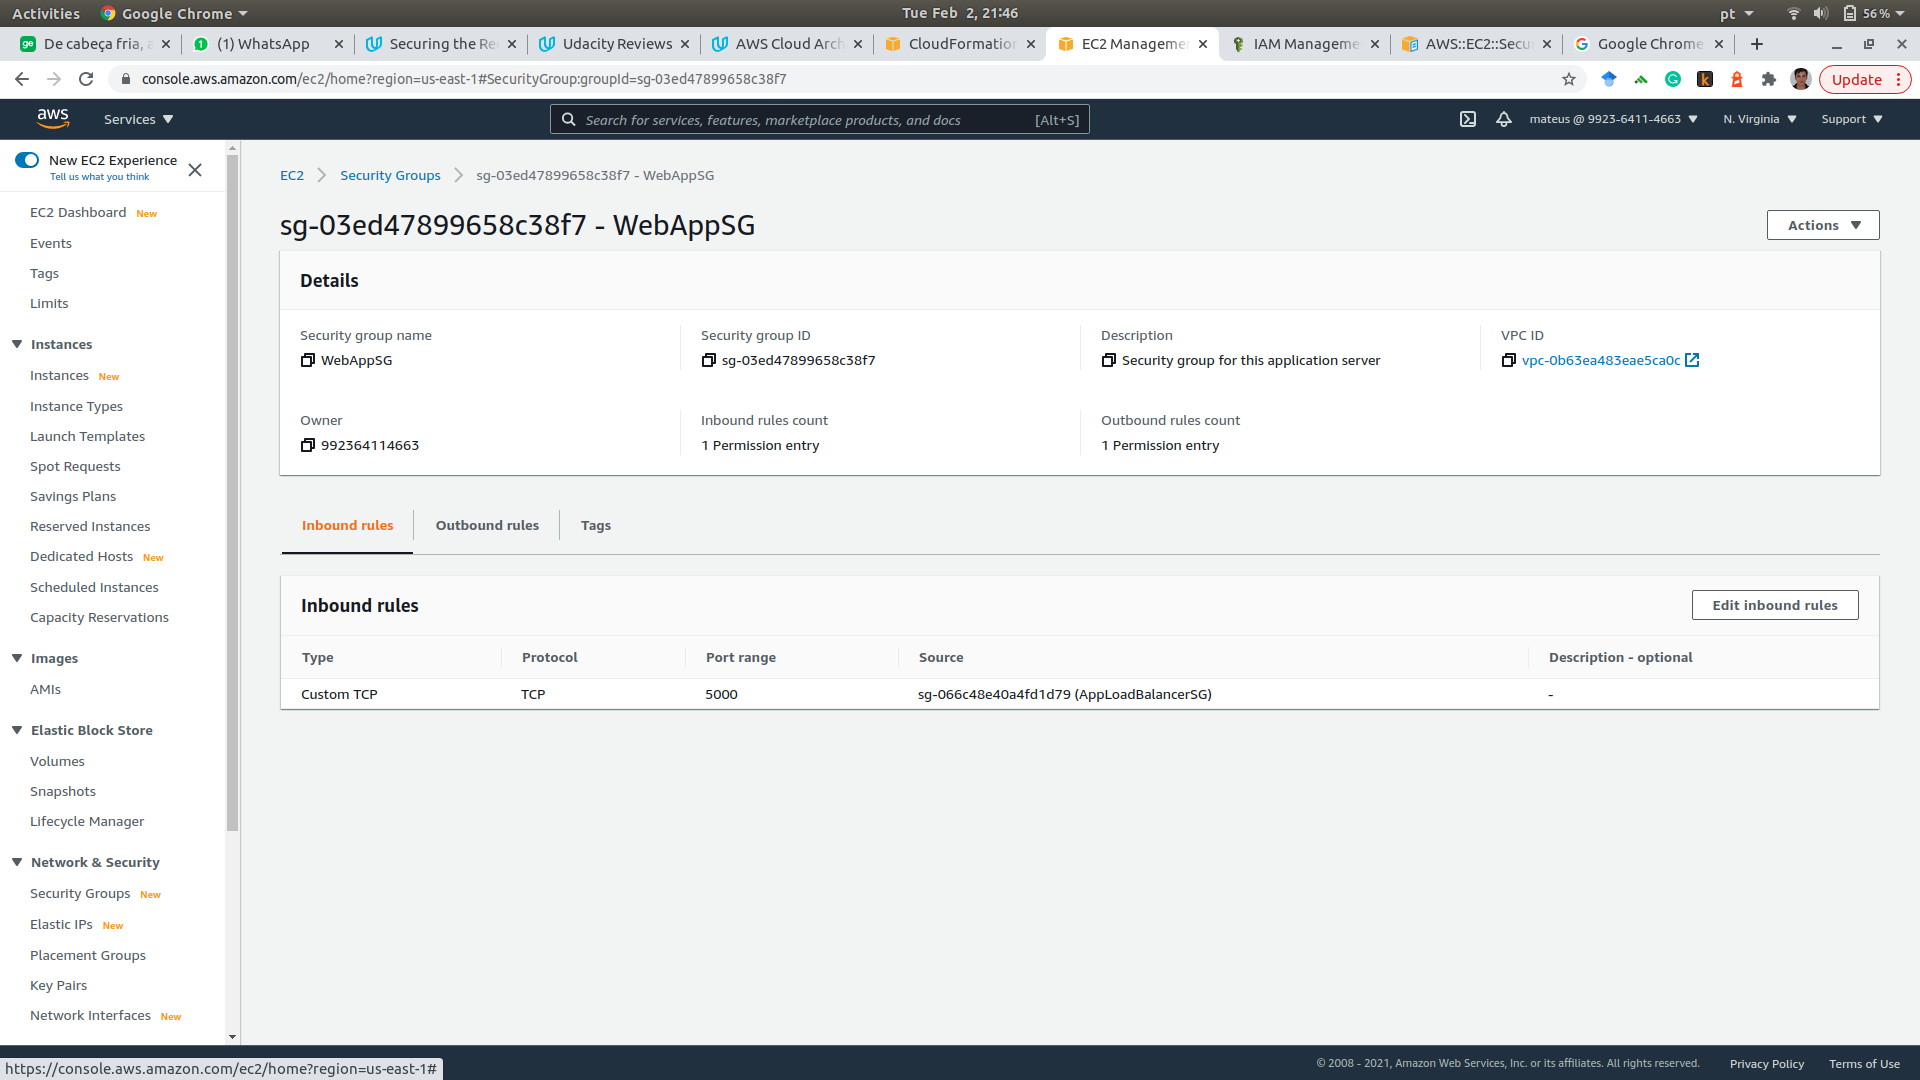 Activities Google Chrome Tue Feb 2, 21:46 pt 56%
De cabeça fria, a (1) WhatsApp Securing the Re Udacity Reviews AWS Cloud Arch CloudFormation EC2 Manageme IAM Manageme AWS::EC2::Secu Google Chrome
console.aws.amazon.com/ec2/home?region=us-east-1#SecurityGroup:groupId=sg-03ed47899658c38f7 Update
aws Services Search for services, features, marketplace products, and docs [Alt+S] mateus @ 9923-6411-4663 N. Virginia Support
New EC2 Experience
Tell us what you think
EC2 Dashboard New
Events
Tags
Limits
Instances
Instances New
Instance Types
Launch Templates
Spot Requests
Savings Plans
Reserved Instances
Dedicated Hosts New
Scheduled Instances
Capacity Reservations
Images
AMIs
Elastic Block Store
Volumes
Snapshots
Lifecycle Manager
Network & Security
Security Groups New
Elastic IPs New
Placement Groups
Key Pairs
Network Interfaces New
EC2 Security Groups sg-03ed47899658c38f7 - WebAppSG
sg-03ed47899658c38f7 - WebAppSG Actions
Details
Security group name Security group ID Description VPC ID
WebAppSG sg-03ed47899658c38f7 Security group for this application server vpc-0b63ea483eae5ca0c
Owner Inbound rules count Outbound rules count
992364114663 1 Permission entry 1 Permission entry
Inbound rules Outbound rules Tags
Inbound rules Edit inbound rules
Type Protocol Port range Source Description - optional
Custom TCP TCP 5000 sg-066c48e40a4fd1d79 (AppLoadBalancerSG) -
https://console.aws.amazon.com/ec2/home?region=us-east-1# © 2008 - 2021, Amazon Web Services, Inc. or its affiliates. All rights reserved. Privacy Policy Terms of Use